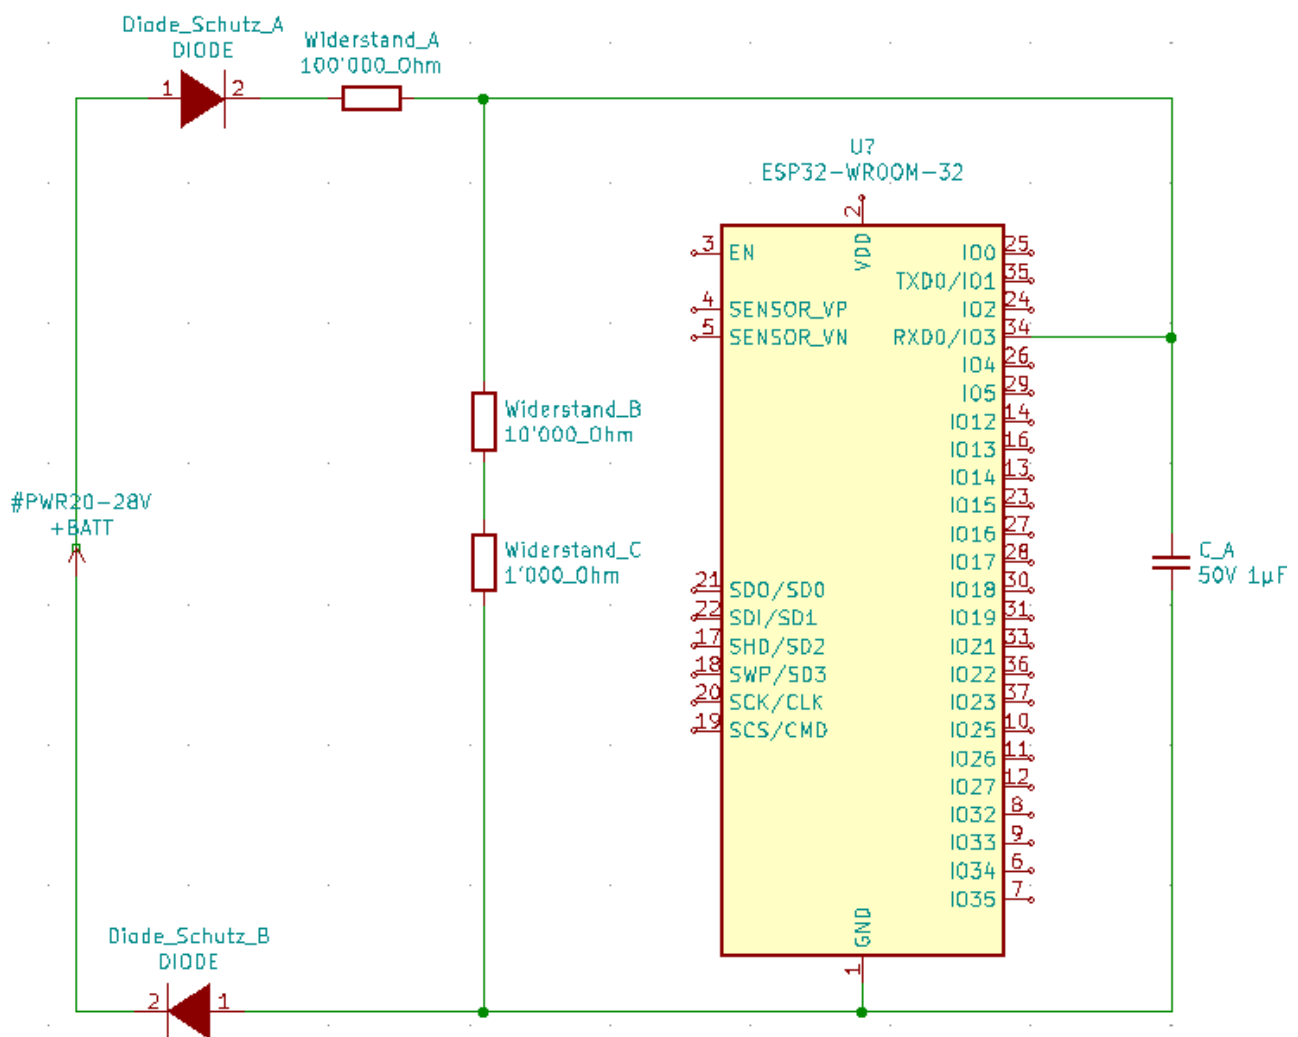 Diode_Schutz_A
DIODE
1
2
Widerstand_A
100'000_Ohm
U?
ESP32-WROOM-32
2
VDD
3
EN
4
SENSOR_VP
5
SENSOR_VN
21
SDO/SD0
22
SDI/SD1
17
SHD/SD2
18
SWP/SD3
20
SCK/CLK
19
SCS/CMD
IO0
25
TXD0/IO1
35
IO2
24
RXD0/IO3
34
IO4
26
IO5
29
IO12
14
IO13
16
IO14
13
IO15
23
IO16
27
IO17
28
IO18
30
IO19
31
IO21
33
IO22
36
IO23
37
IO25
10
IO26
11
IO27
12
IO32
8
IO33
9
IO34
6
IO35
7
GND
1
Widerstand_B
10'000_Ohm
Widerstand_C
1'000_Ohm
#PWR20-28V
+BATT
C_A
50V 1µF
Diode_Schutz_B
DIODE
2
1